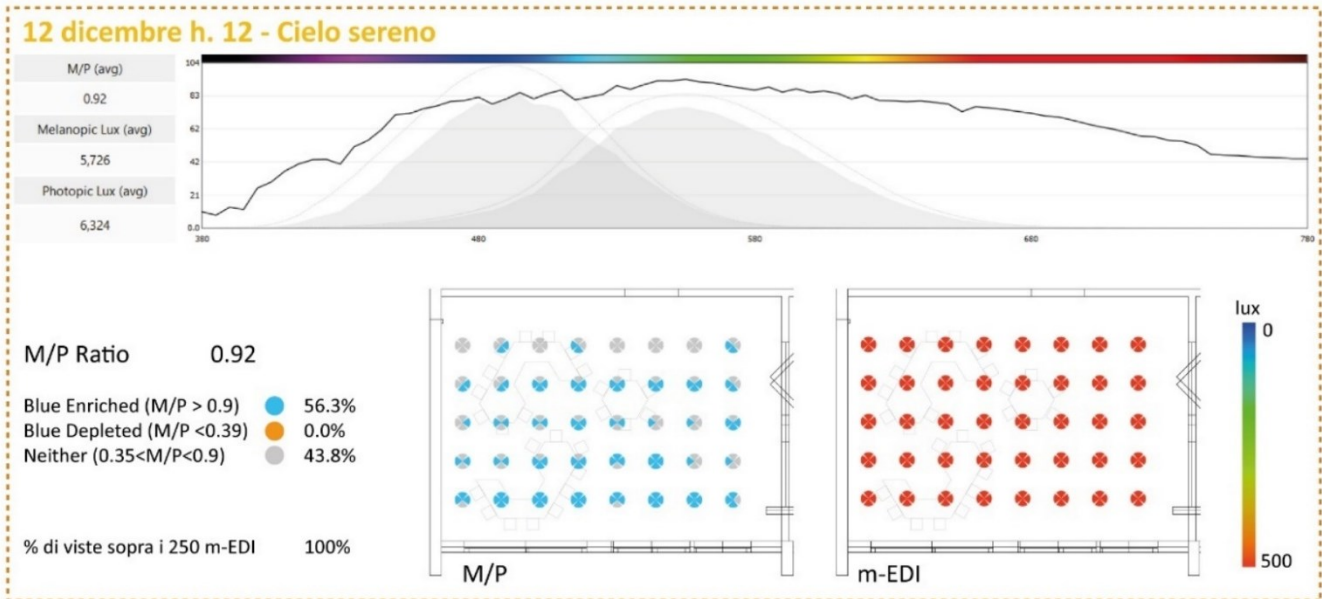 12 dicembre h. 12 - Cielo sereno
M/P (avg)
0.92
Melanopic Lux (avg)
5,726
Photopic Lux (avg)
6,324
104
83
62
42
21
0.0
380
480
580
680
780
M/P Ratio 0.92
Blue Enriched (M/P > 0.9) 56.3%
Blue Depleted (M/P <0.39) 0.0%
Neither (0.35<M/P<0.9) 43.8%
% di viste sopra i 250 m-EDI 100%
M/P
m-EDI
lux
0
500